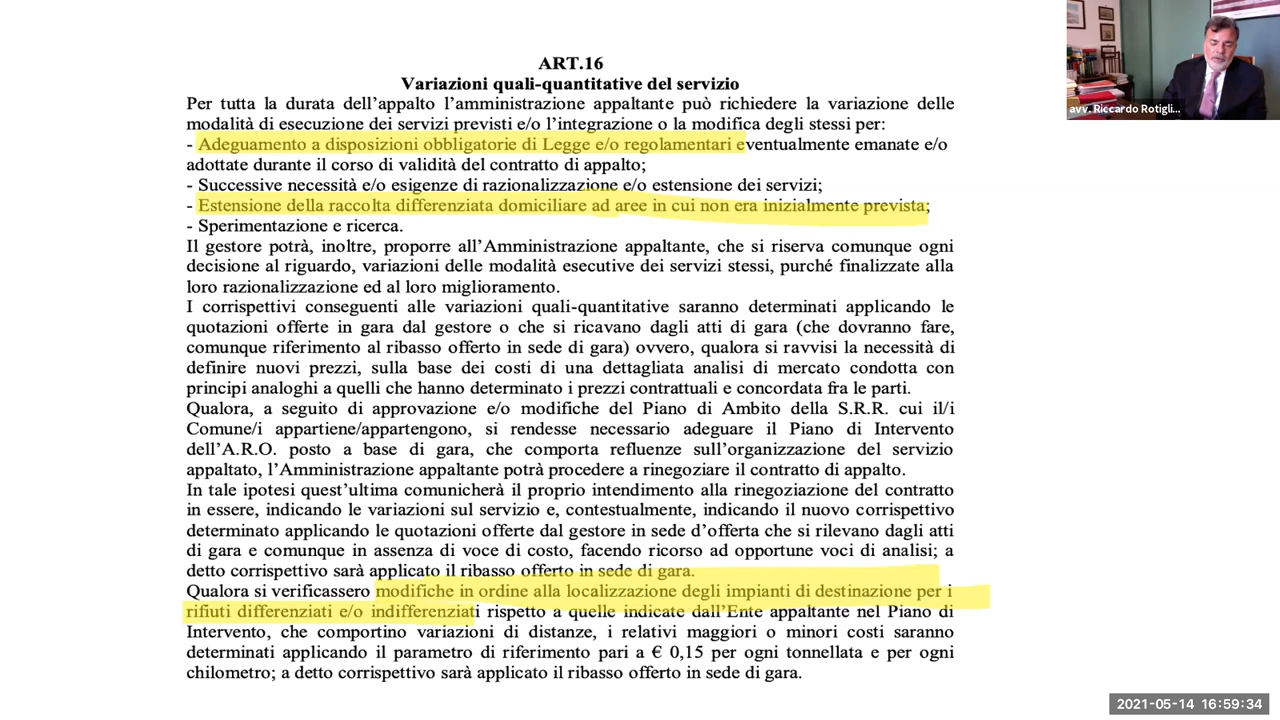 ART.16
Variazioni quali-quantitative del servizio
Per tutta la durata dell'appalto l'amministrazione appaltante può richiedere la variazione delle
modalità di esecuzione dei servizi previsti e/o l'integrazione o la modifica degli stessi per:
- Adeguamento a disposizioni obbligatorie di Legge e/o regolamentari eventualmente emanate e/o
adottate durante il corso di validità del contratto di appalto;
- Successive necessità e/o esigenze di razionalizzazione e/o estensione dei servizi;
- Estensione della raccolta differenziata domiciliare ad aree in cui non era inizialmente prevista;
- Sperimentazione e ricerca.
Il gestore potrà, inoltre, proporre all'Amministrazione appaltante, che si riserva comunque ogni
decisione al riguardo, variazioni delle modalità esecutive dei servizi stessi, purché finalizzate alla
loro razionalizzazione ed al loro miglioramento.
I corrispettivi conseguenti alle variazioni quali-quantitative saranno determinati applicando le
quotazioni offerte in gara dal gestore o che si ricavano dagli atti di gara (che dovranno fare,
comunque riferimento al ribasso offerto in sede di gara) ovvero, qualora si ravvisi la necessità di
definire nuovi prezzi, sulla base dei costi di una dettagliata analisi di mercato condotta con
principi analoghi a quelli che hanno determinato i prezzi contrattuali e concordata fra le parti.
Qualora, a seguito di approvazione e/o modifiche del Piano di Ambito della S.R.R. cui il/i
Comune/i appartiene/appartengono, si rendesse necessario adeguare il Piano di Intervento
dell'A.R.O. posto a base di gara, che comporta refluenze sull'organizzazione del servizio
appaltato, l'Amministrazione appaltante potrà procedere a rinegoziare il contratto di appalto.
In tale ipotesi quest'ultima comunicherà il proprio intendimento alla rinegoziazione del contratto
in essere, indicando le variazioni sul servizio e, contestualmente, indicando il nuovo corrispettivo
determinato applicando le quotazioni offerte dal gestore in sede d'offerta che si rilevano dagli atti
di gara e comunque in assenza di voce di costo, facendo ricorso ad opportune voci di analisi; a
detto corrispettivo sarà applicato il ribasso offerto in sede di gara.
Qualora si verificassero modifiche in ordine alla localizzazione degli impianti di destinazione per i
rifiuti differenziati e/o indifferenziati rispetto a quelle indicate dall'Ente appaltante nel Piano di
Intervento, che comportino variazioni di distanze, i relativi maggiori o minori costi saranno
determinati applicando il parametro di riferimento pari a € 0,15 per ogni tonnellata e per ogni
chilometro; a detto corrispettivo sarà applicato il ribasso offerto in sede di gara.
avv. Riccardo Rotigli...
2021-05-14 16:59:34